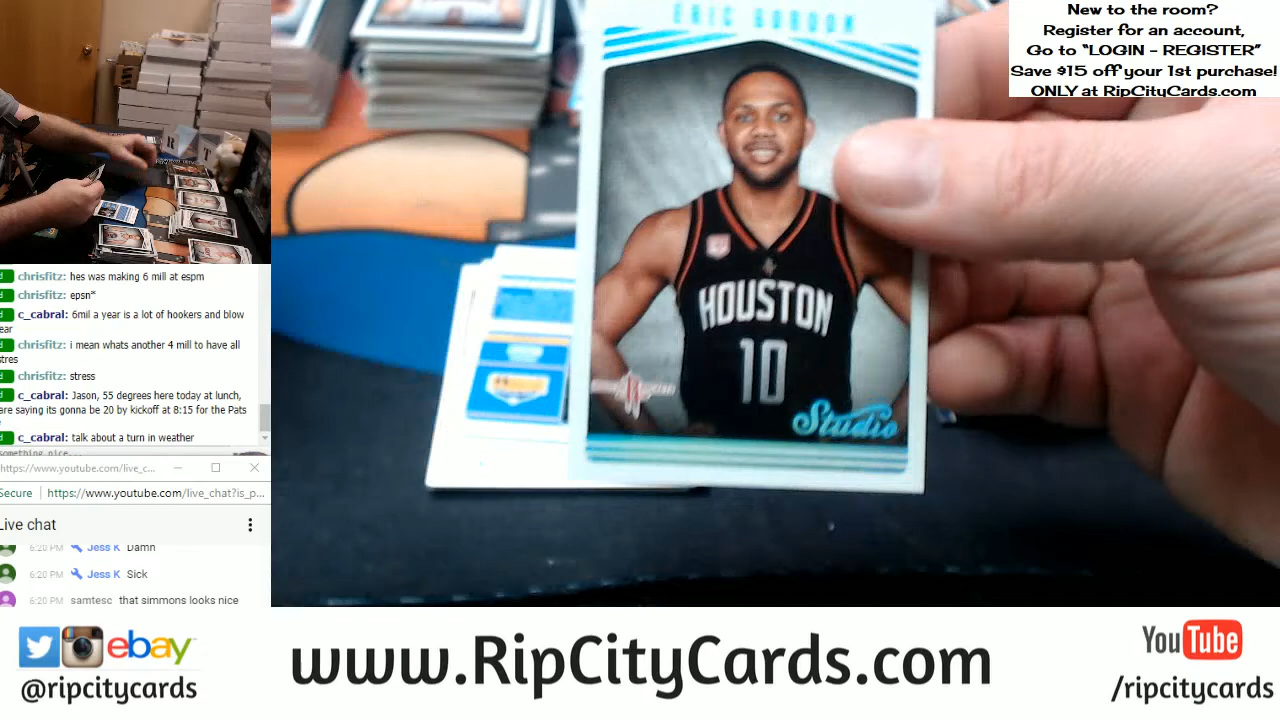 New to the room?
Register for an account,
Go to “LOGIN - REGISTER”
Save $15 off your 1st purchase!
ONLY at RipCityCards.com
ERIC GORDON
HOUSTON
10
Studio
chrisfitz: hes was making 6 mill at espm
chrisfitz: epsn*
c_cabral: 6mil a year is a lot of hookers and blow
ear
chrisfitz: i mean whats another 4 mill to have all
stres
chrisfitz: stress
c_cabral: Jason, 55 degrees here today at lunch,
are saying its gonna be 20 by kickoff at 8:15 for the Pats
c_cabral: talk about a turn in weather
something nice...
https://www.youtube.com/live_c...
Secure https://www.youtube.com/live_chat?is_p...
Live chat
6:20 PM Jess K Damn
6:20 PM Jess K Sick
6:20 PM samtesc that simmons looks nice
ebay
@ripcitycards
www.RipCityCards.com
YouTube
/ripcitycards